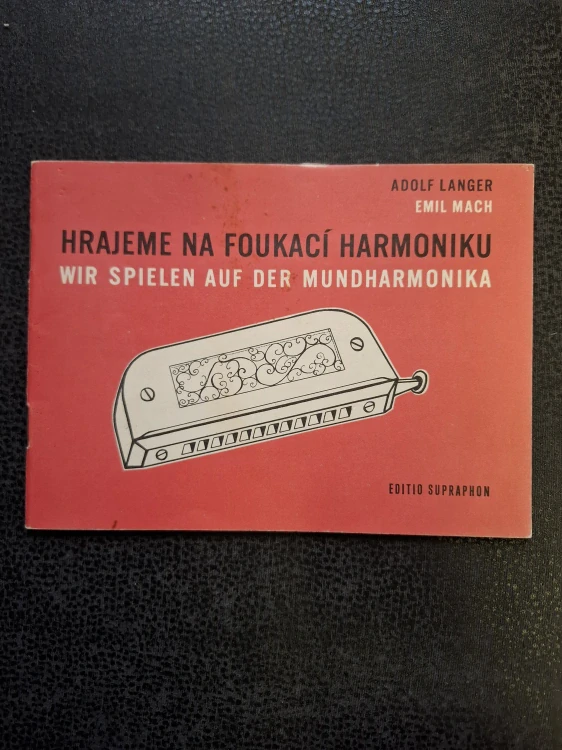 ADOLF LANGER
EMIL MACH
HRAJEME NA FOUKACÍ HARMONIKU
WIR SPIELEN AUF DER MUNDHARMONIKA
EDITIO SUPRAPHON